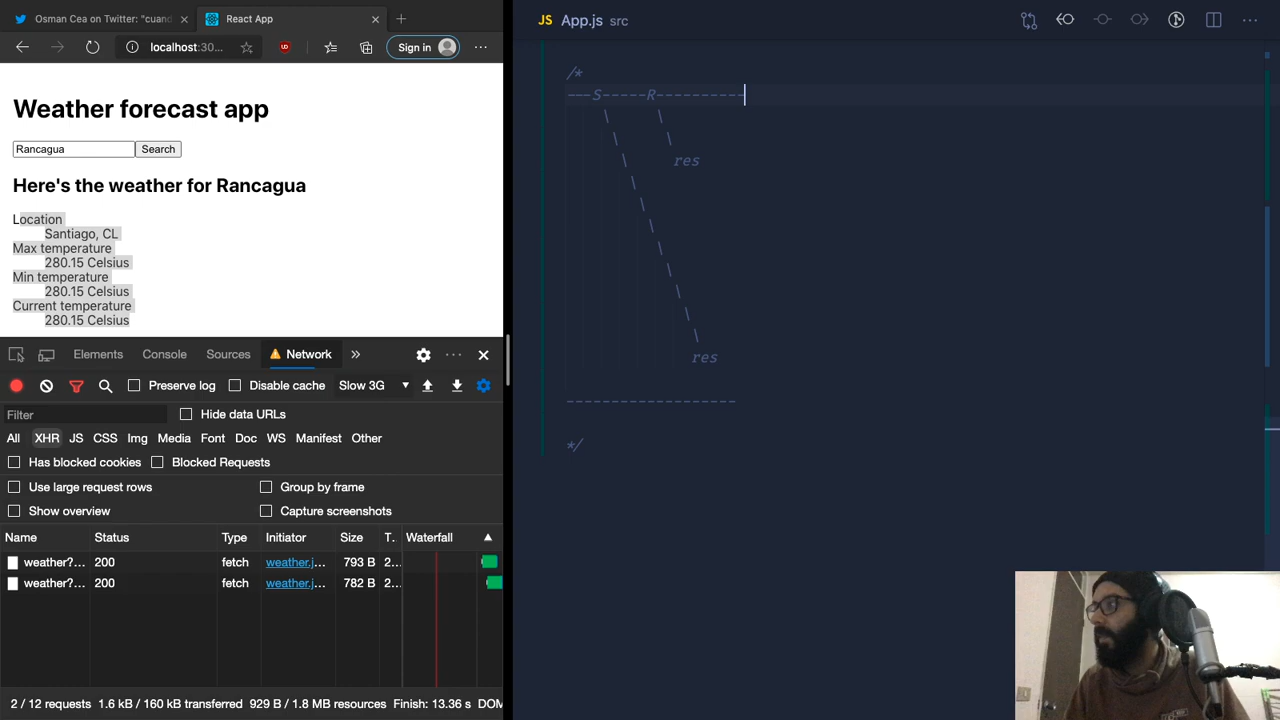 Osman Cea on Twitter: "cuand
React App
localhost:30...
Sign in
Weather forecast app
Rancagua
Search
Here's the weather for Rancagua
Location
Santiago, CL
Max temperature
280.15 Celsius
Min temperature
280.15 Celsius
Current temperature
280.15 Celsius
Elements Console Sources Network
Preserve log Disable cache Slow 3G
Filter Hide data URLs
All XHR JS CSS Img Media Font Doc WS Manifest Other
Has blocked cookies Blocked Requests
Use large request rows Group by frame
Show overview Capture screenshots
Name Status Type Initiator Size T. Waterfall
weather?... 200 fetch weather.j... 793 B 2...
weather?... 200 fetch weather.j... 782 B 2...
2 / 12 requests 1.6 kB / 160 kB transferred 929 B / 1.8 MB resources Finish: 13.36 s DOM
JS App.js src
/*
---S-----R----------
\ \
\ \
\ res
\
\
\
\
\
\
\
\
res
-------------------
*/